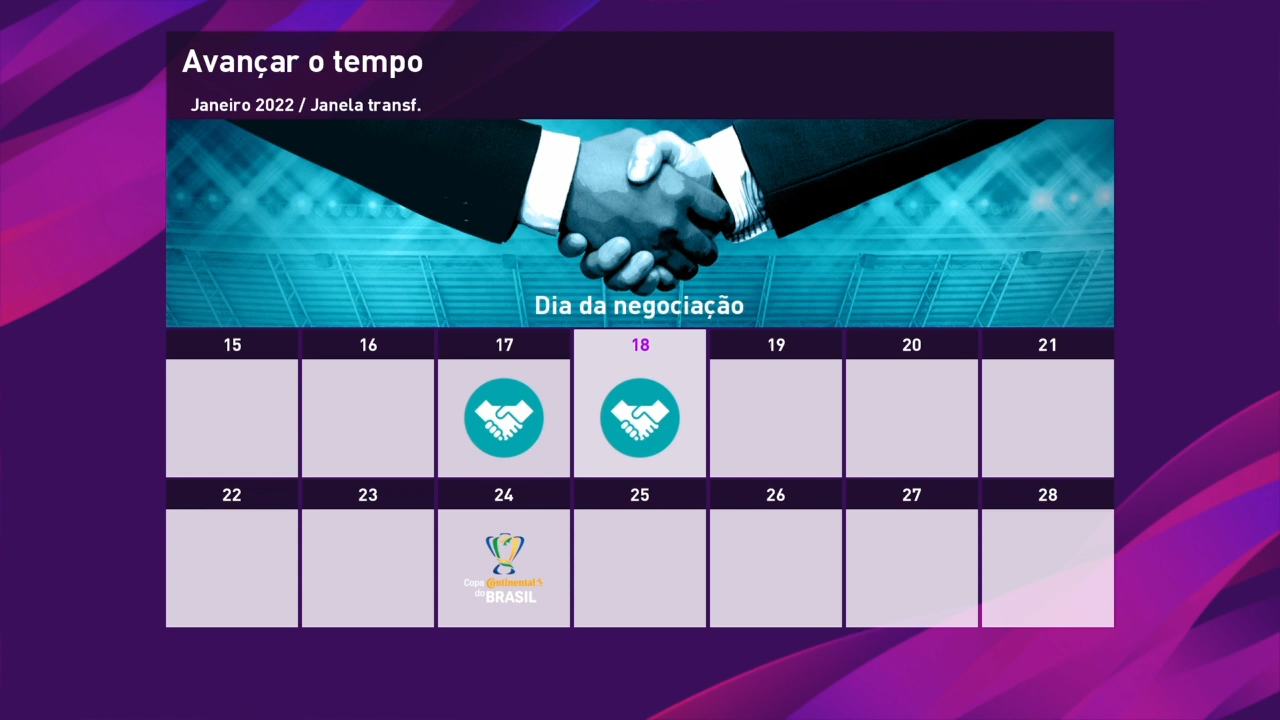 Avançar o tempo
Janeiro 2022 / Janela transf.
Dia da negociação
15 16 17 18 19 20 21
22 23 24 25 26 27 28
Copa Continental
do BRASIL